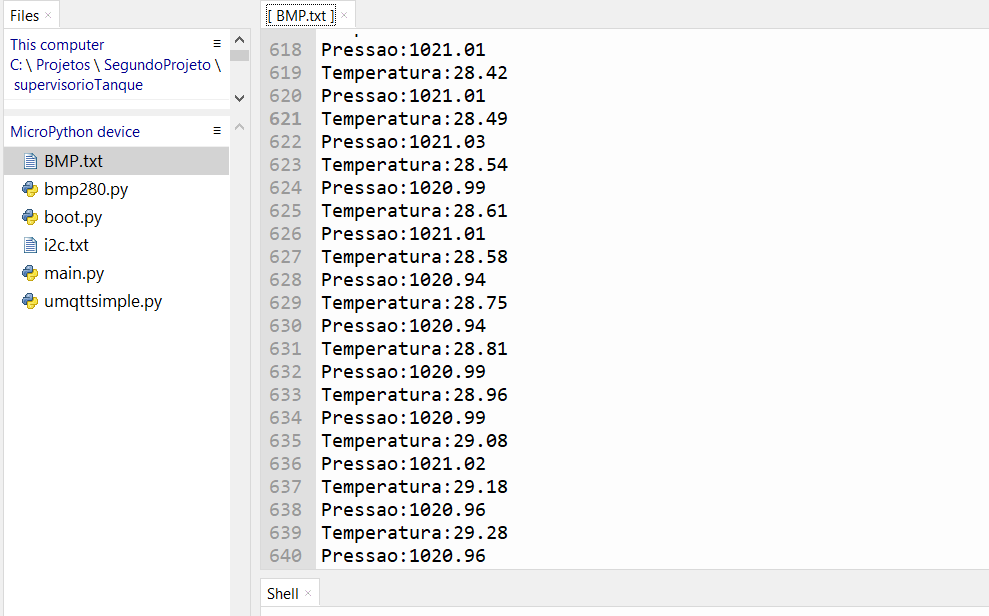 Files ×
This computer ≡
C: \ Projetos \ SegundoProjeto \
supervisorioTanque
MicroPython device ≡
BMP.txt
bmp280.py
boot.py
i2c.txt
main.py
umqttsimple.py
[ BMP.txt ] ×
618 Pressao:1021.01
619 Temperatura:28.42
620 Pressao:1021.01
621 Temperatura:28.49
622 Pressao:1021.03
623 Temperatura:28.54
624 Pressao:1020.99
625 Temperatura:28.61
626 Pressao:1021.01
627 Temperatura:28.58
628 Pressao:1020.94
629 Temperatura:28.75
630 Pressao:1020.94
631 Temperatura:28.81
632 Pressao:1020.99
633 Temperatura:28.96
634 Pressao:1020.99
635 Temperatura:29.08
636 Pressao:1021.02
637 Temperatura:29.18
638 Pressao:1020.96
639 Temperatura:29.28
640 Pressao:1020.96
Shell ×